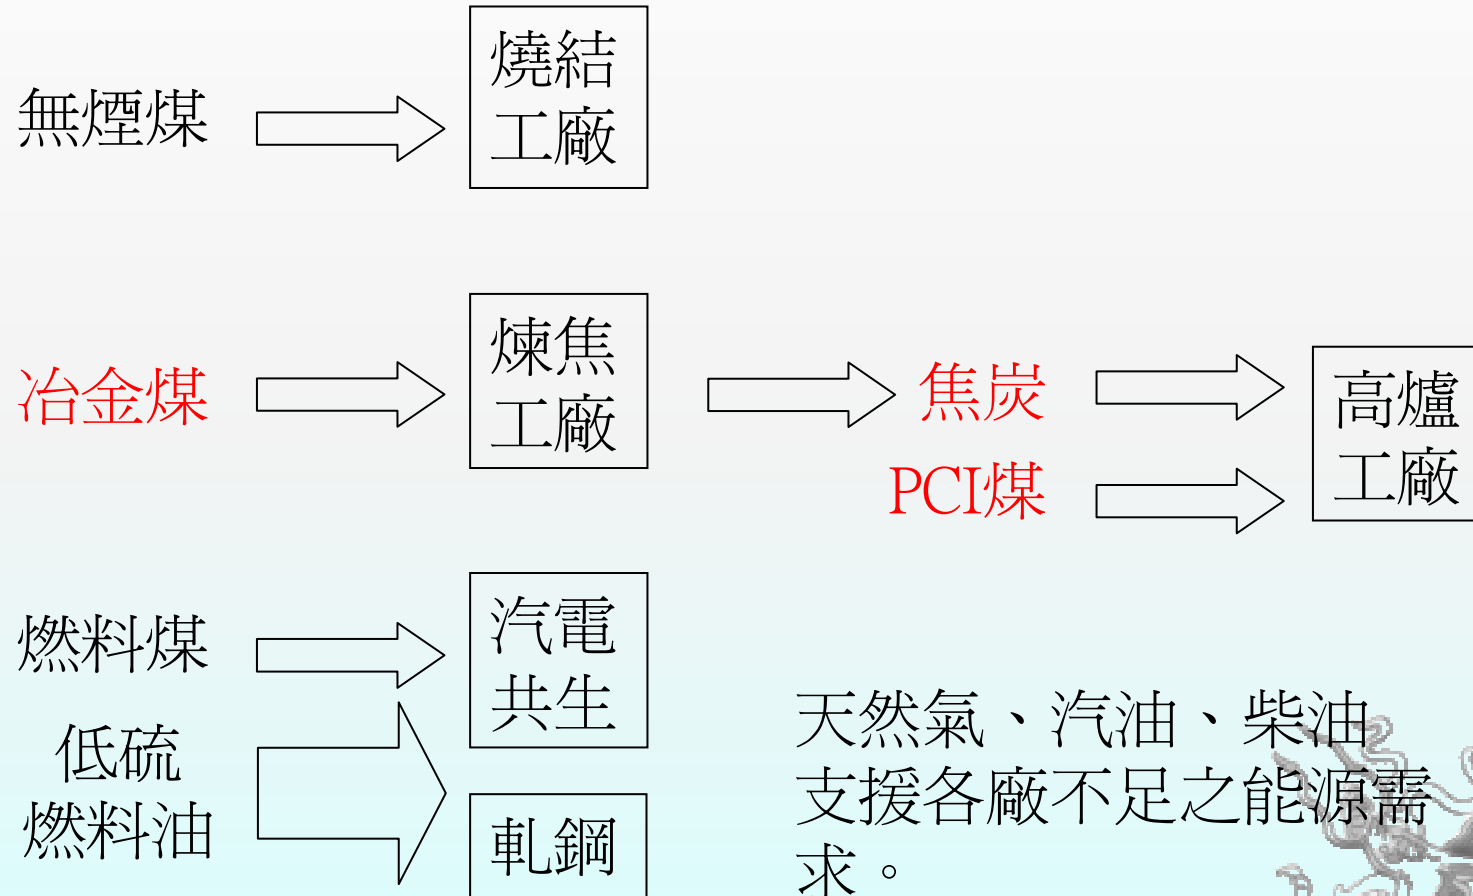 無煙煤
燒結
工廠
冶金煤
煉焦
工廠
焦炭
PCI煤
高爐
工廠
燃料煤
汽電
共生
低硫
燃料油
軋鋼
天然氣、汽油、柴油
支援各廠不足之能源需
求。